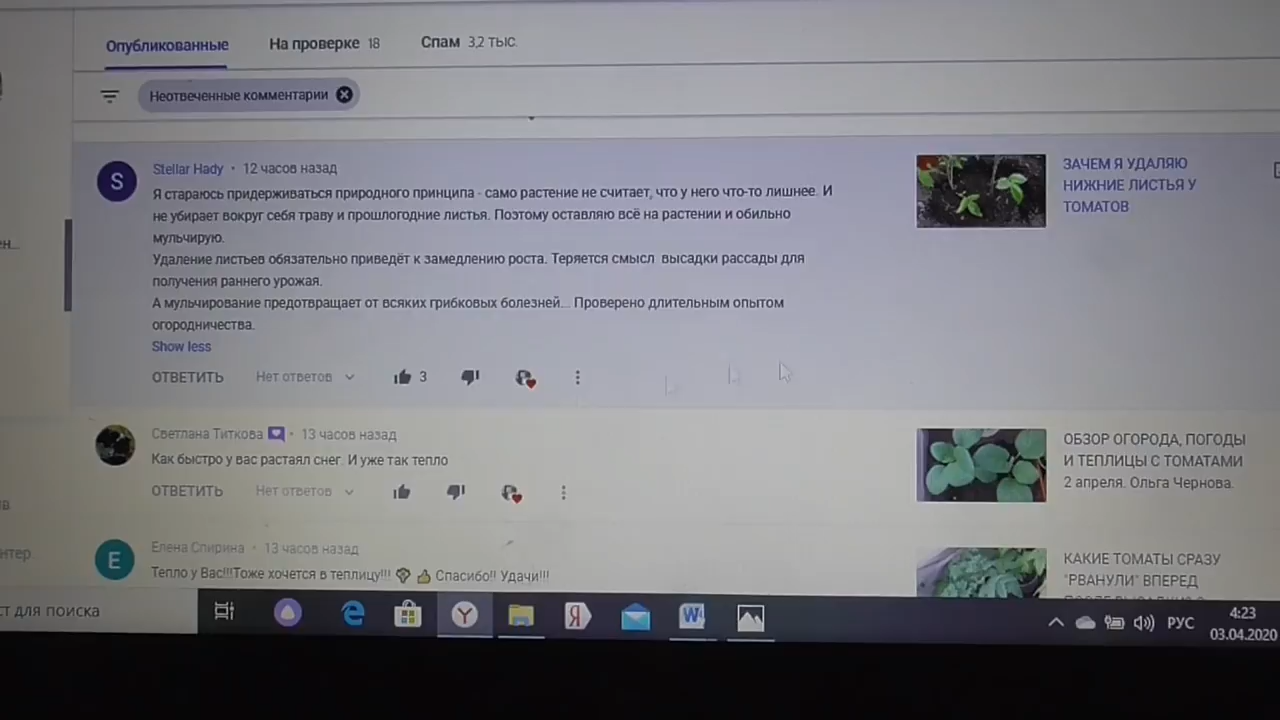 Опубликованные На проверке 18 Спам 3,2 тыс.
Неотвеченные комментарии
S Stellar Hady • 12 часов назад
Я стараюсь придерживаться природного принципа - само растение не считает, что у него что-то лишнее. И
не убирает вокруг себя траву и прошлогодние листья. Поэтому оставляю всё на растении и обильно
мульчирую.
Удаление листьев обязательно приведёт к замедлению роста. Теряется смысл высадки рассады для
получения раннего урожая.
А мульчирование предотвращает от всяких грибковых болезней... Проверено длительным опытом
огородничества.
Show less
ОТВЕТИТЬ Нет ответов 3
ЗАЧЕМ Я УДАЛЯЮ
НИЖНИЕ ЛИСТЬЯ У
ТОМАТОВ
Светлана Титкова • 13 часов назад
Как быстро у вас растаял снег. И уже так тепло
ОТВЕТИТЬ Нет ответов
ОБЗОР ОГОРОДА, ПОГОДЫ
И ТЕПЛИЦЫ С ТОМАТАМИ
2 апреля. Ольга Чернова.
Е Елена Спирина • 13 часов назад
Тепло у Вас!!!Тоже хочется в теплицу!!! Спасибо!! Удачи!!!
КАКИЕ ТОМАТЫ СРАЗУ
"РВАНУЛИ" ВПЕРЕД
ст для поиска
Y Я W РУС 4:23
03.04.2020